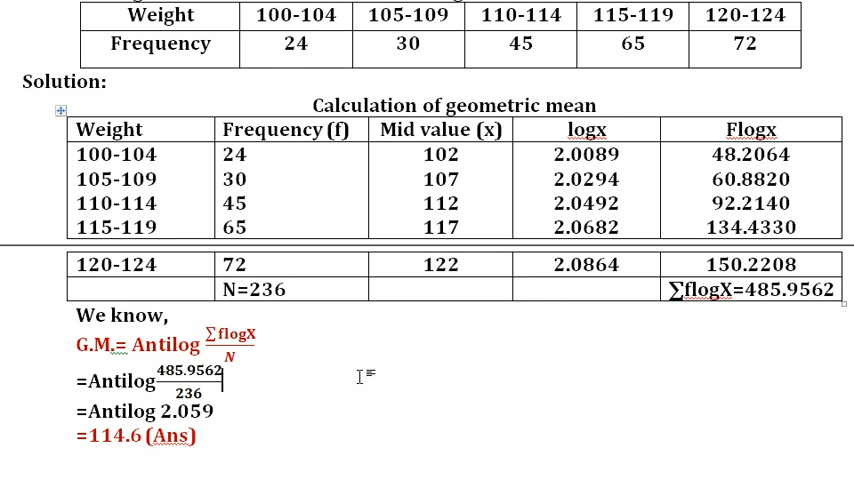 Weight 100-104 105-109 110-114 115-119 120-124
Frequency 24 30 45 65 72
Solution:
Calculation of geometric mean
Weight Frequency (f) Mid value (x) logx Flogx
100-104 24 102 2.0089 48.2064
105-109 30 107 2.0294 60.8820
110-114 45 112 2.0492 92.2140
115-119 65 117 2.0682 134.4330
120-124 72 122 2.0864 150.2208
N=236 ∑flogX=485.9562
We know,
G.M.= Antilog ∑flogX/N
=Antilog 485.9562/236
=Antilog 2.059
=114.6 (Ans)